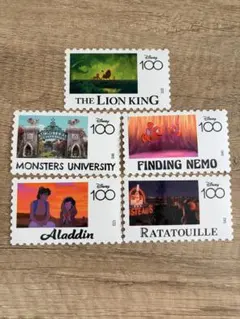 Disney
100
THE LION KING
Disney
100
MONSTERS UNIVERSITY
Disney
100
FINDING NEMO
Disney
100
Aladdin
Disney
100
RATATOUILLE